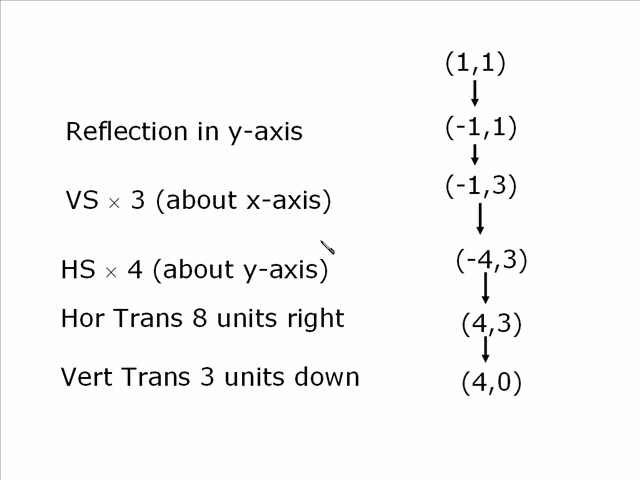 (1,1)
Reflection in y-axis (-1,1)
VS × 3 (about x-axis) (-1,3)
HS × 4 (about y-axis) (-4,3)
Hor Trans 8 units right (4,3)
Vert Trans 3 units down (4,0)